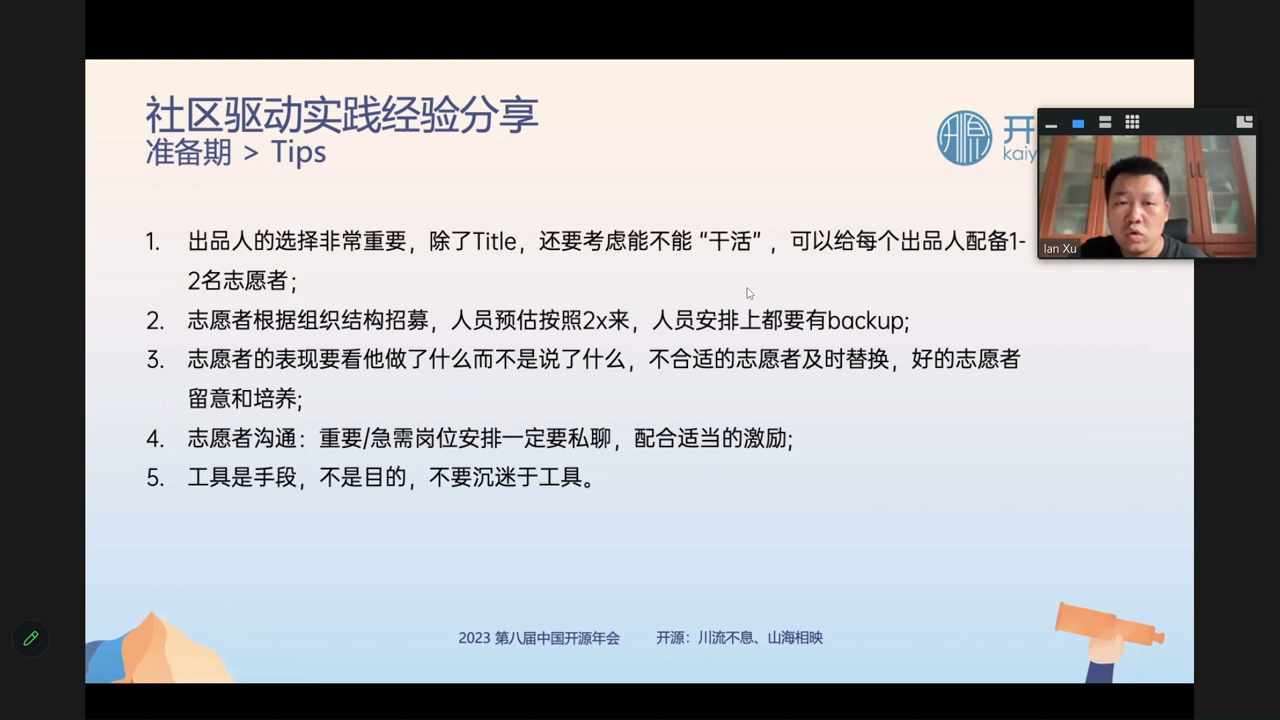 社区驱动实践经验分享
准备期 > Tips
开
kaiy
Ian Xu
1. 出品人的选择非常重要，除了Title，还要考虑能不能 “干活” ，可以给每个出品人配备1-
2名志愿者；
2. 志愿者根据组织结构招募，人员预估按照2x来，人员安排上都要有backup;
3. 志愿者的表现要看他做了什么而不是说了什么，不合适的志愿者及时替换，好的志愿者
留意和培养;
4. 志愿者沟通：重要/急需岗位安排一定要私聊，配合适当的激励;
5. 工具是手段，不是目的，不要沉迷于工具。
2023 第八届中国开源年会 开源：川流不息、山海相映